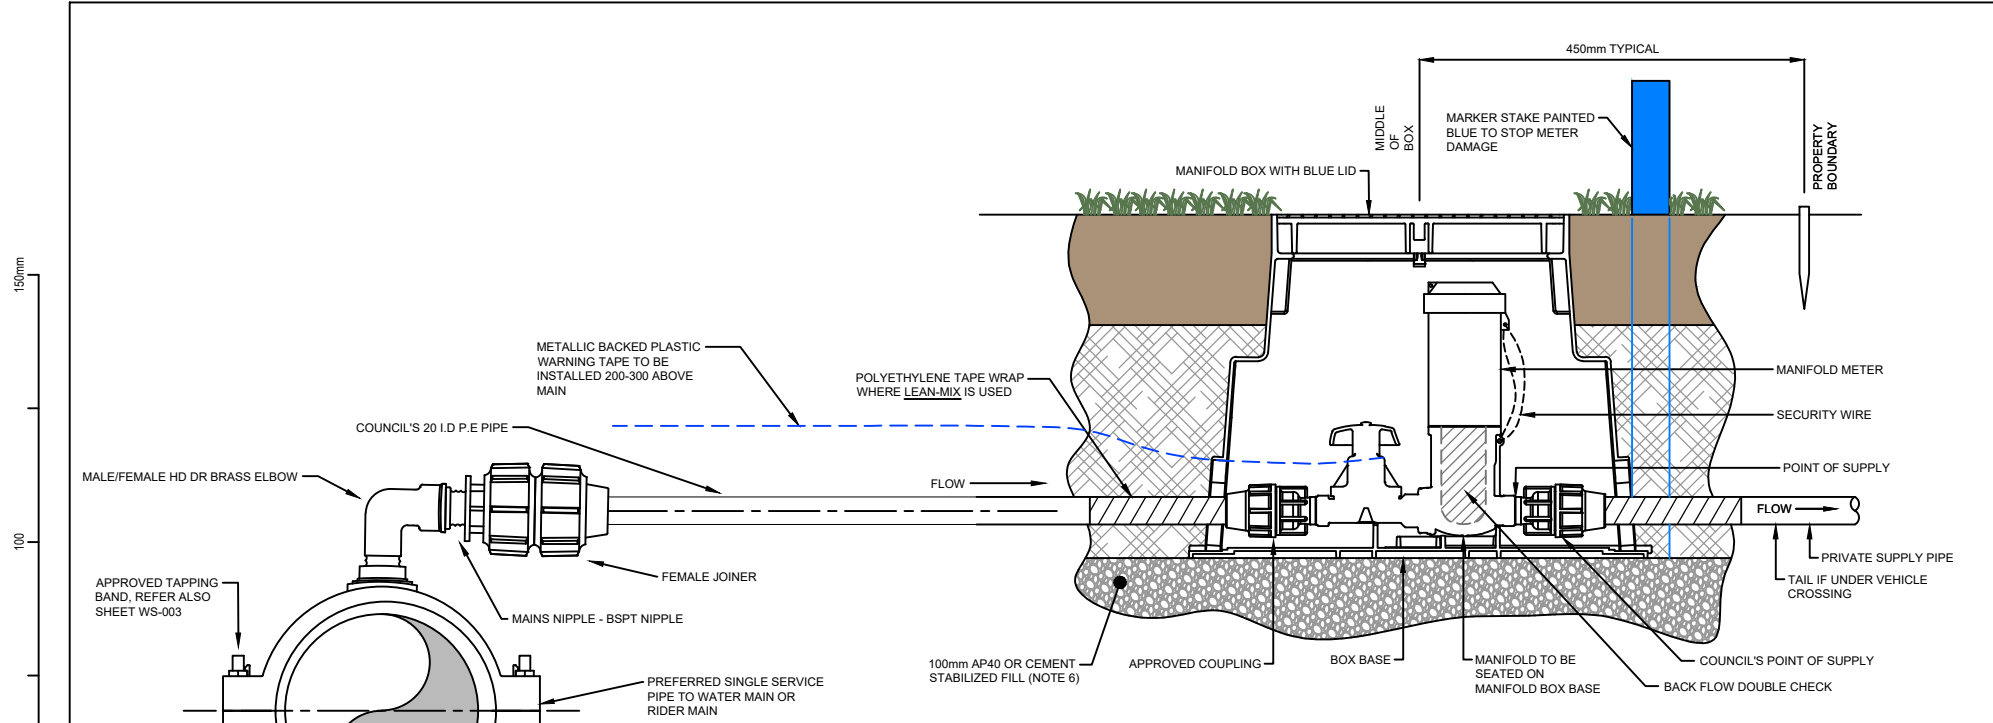 450mm TYPICAL
MIDDLE
OF
BOX
MARKER STAKE PAINTED
BLUE TO STOP METER
DAMAGE
PROPERTY
BOUNDARY
MANIFOLD BOX WITH BLUE LID
150mm
METALLIC BACKED PLASTIC
WARNING TAPE TO BE
INSTALLED 200-300 ABOVE
MAIN
POLYETHYLENE TAPE WRAP
WHERE LEAN-MIX IS USED
MANIFOLD METER
SECURITY WIRE
COUNCIL'S 20 I.D P.E PIPE
MALE/FEMALE HD DR BRASS ELBOW
FLOW
POINT OF SUPPLY
FLOW
100
PRIVATE SUPPLY PIPE
TAIL IF UNDER VEHICLE
CROSSING
FEMALE JOINER
APPROVED TAPPING
BAND, REFER ALSO
SHEET WS-003
MAINS NIPPLE - BSPT NIPPLE
100mm AP40 OR CEMENT
STABILIZED FILL (NOTE 6)
APPROVED COUPLING
BOX BASE
MANIFOLD TO BE
SEATED ON
MANIFOLD BOX BASE
COUNCIL'S POINT OF SUPPLY
BACK FLOW DOUBLE CHECK
PREFERRED SINGLE SERVICE
PIPE TO WATER MAIN OR
RIDER MAIN